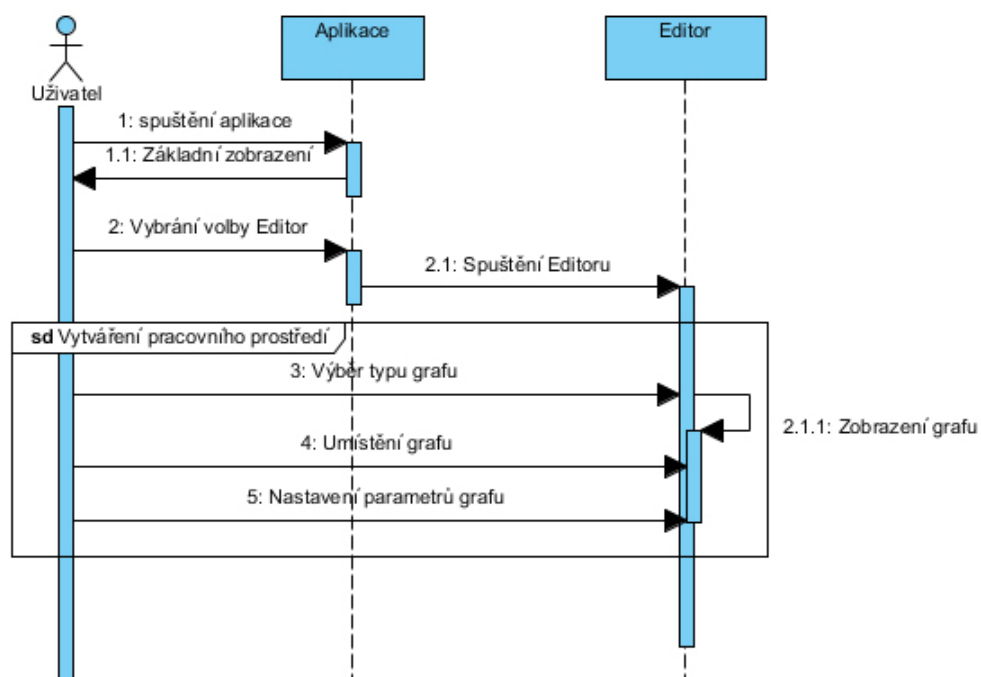 Aplikace
Editor
Uživatel
1: spuštění aplikace
1.1: Základní zobrazení
2: Vybrání volby Editor
2.1: Spuštění Editoru
sd Vytváření pracovního prostředí
3: Výběr typu grafu
2.1.1: Zobrazení grafu
4: Umístění grafu
5: Nastavení parametrů grafu